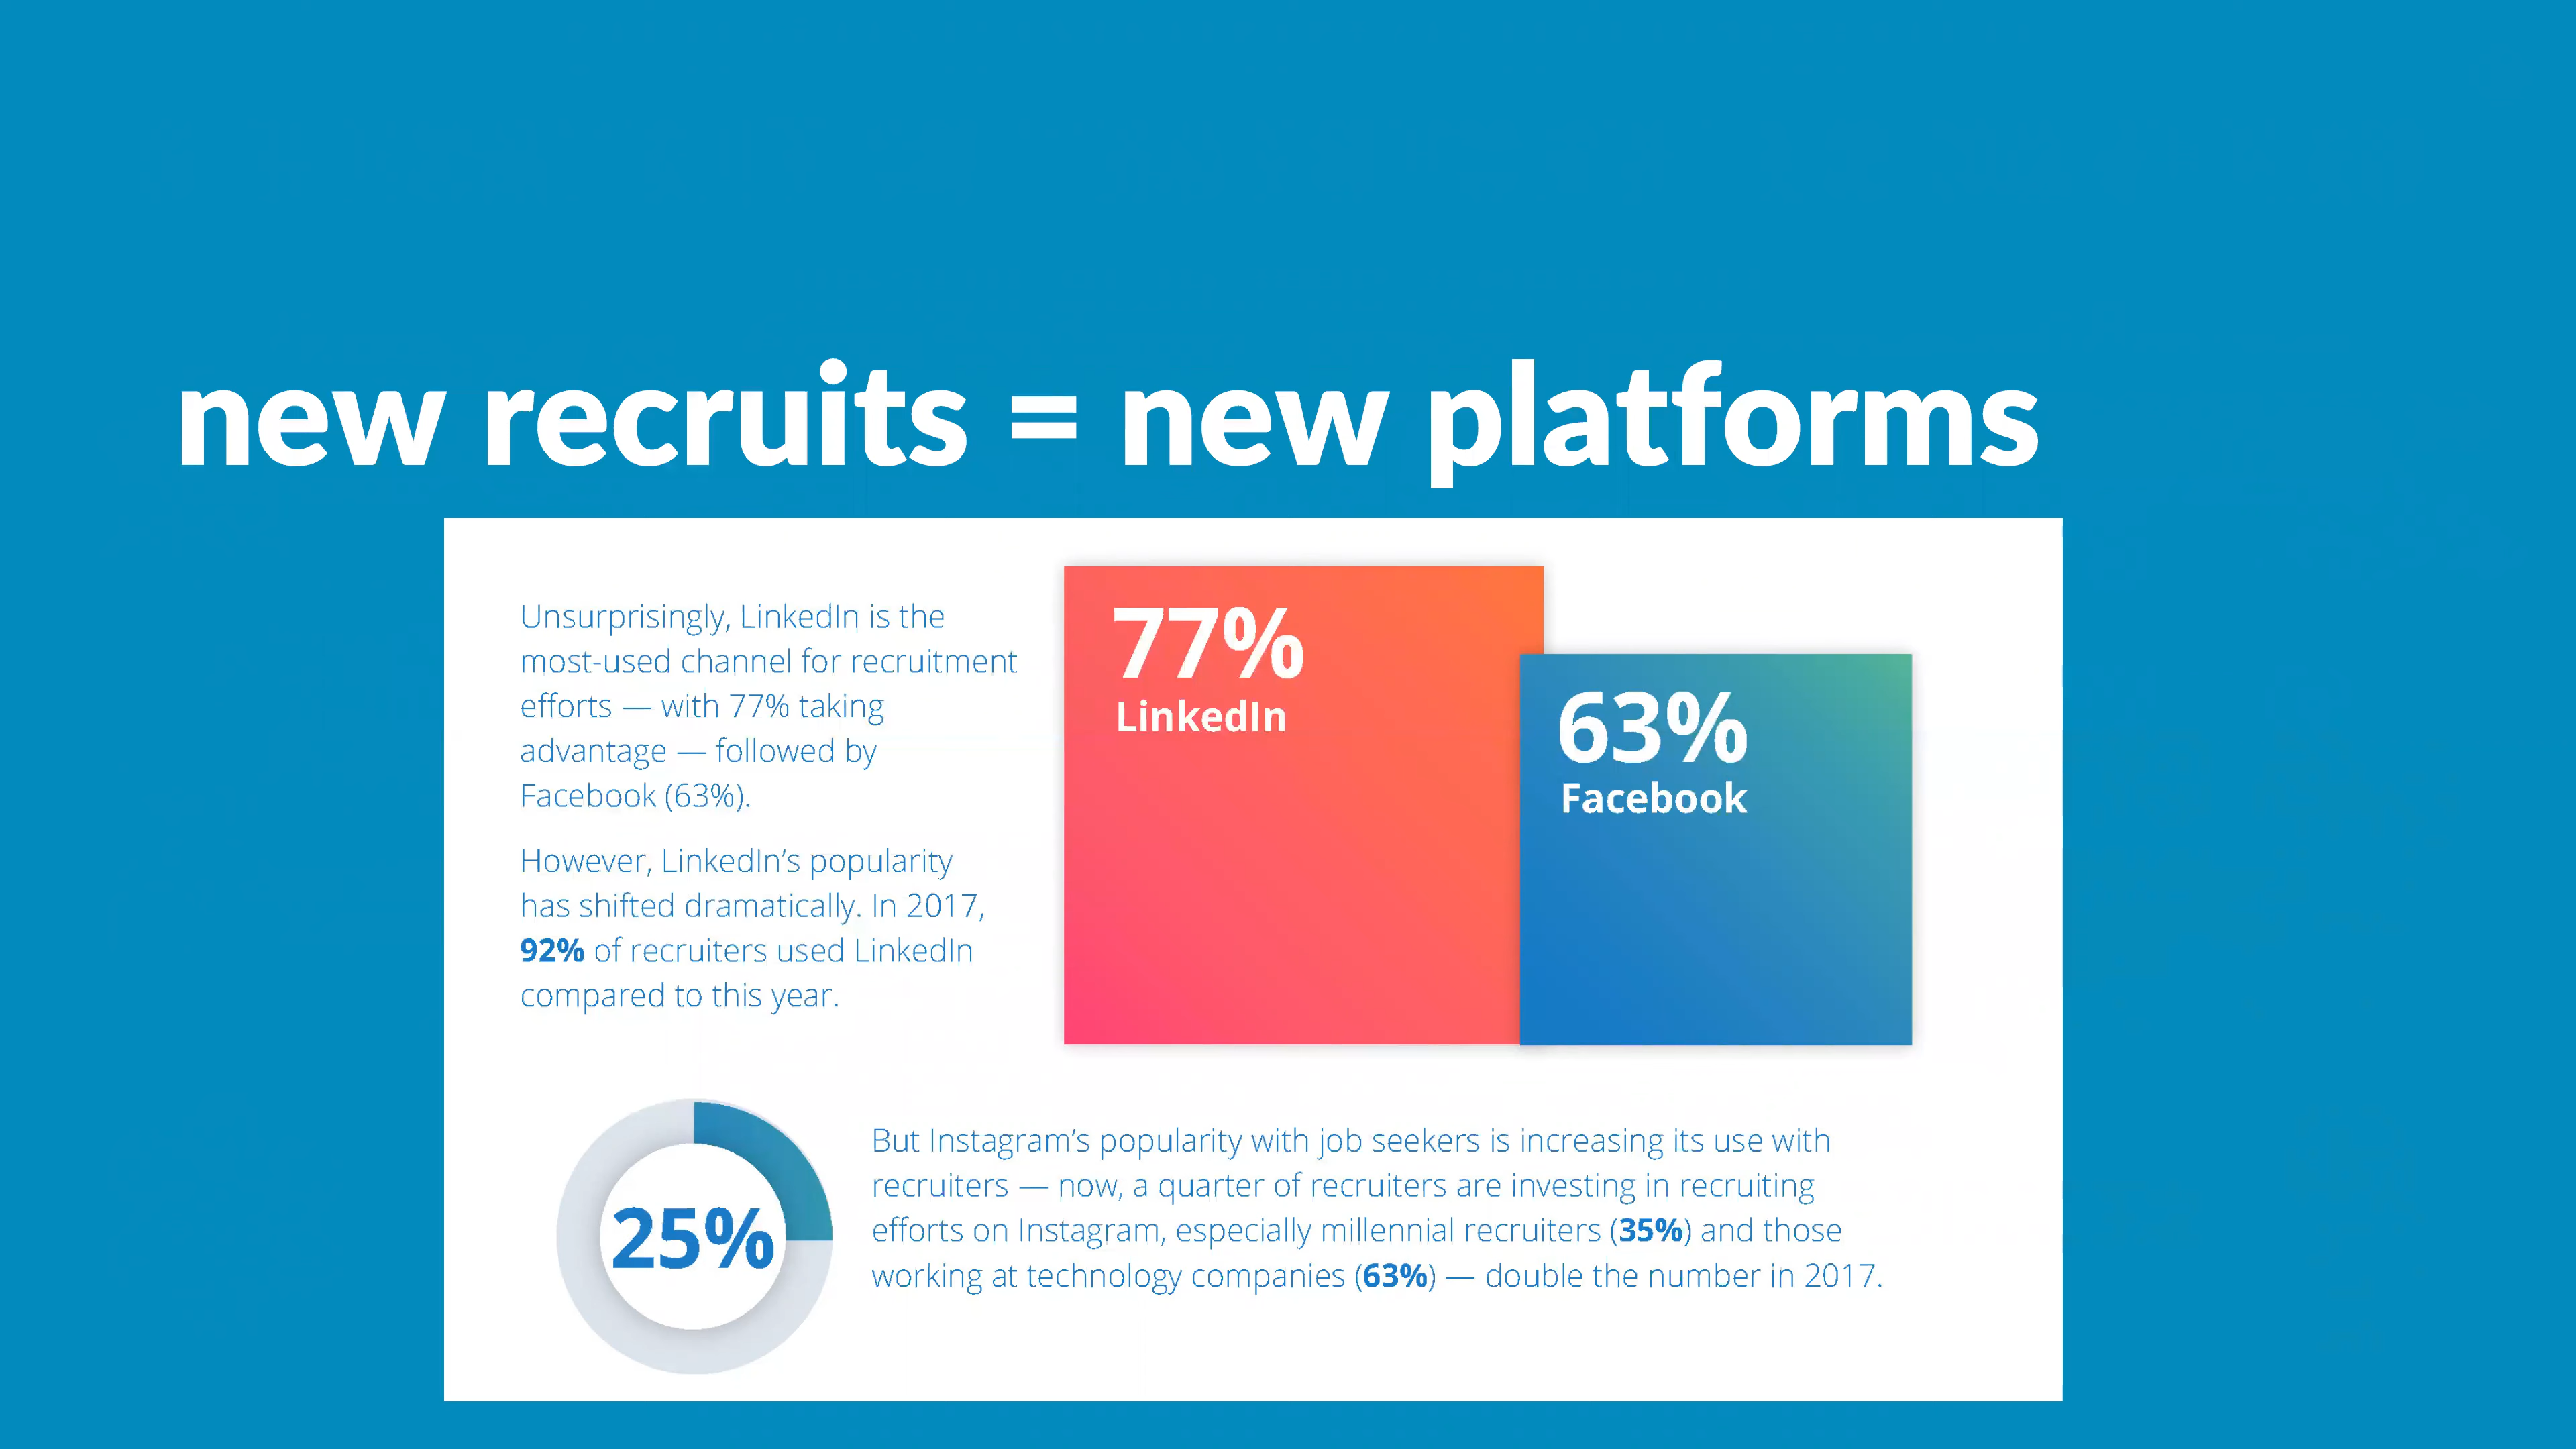 new recruits = new platforms
Unsurprisingly, LinkedIn is the
most-used channel for recruitment
efforts — with 77% taking
advantage — followed by
Facebook (63%).
However, LinkedIn’s popularity
has shifted dramatically. In 2017,
92% of recruiters used LinkedIn
compared to this year.
77%
LinkedIn
63%
Facebook
25%
But Instagram’s popularity with job seekers is increasing its use with
recruiters — now, a quarter of recruiters are investing in recruiting
efforts on Instagram, especially millennial recruiters (35%) and those
working at technology companies (63%) — double the number in 2017.